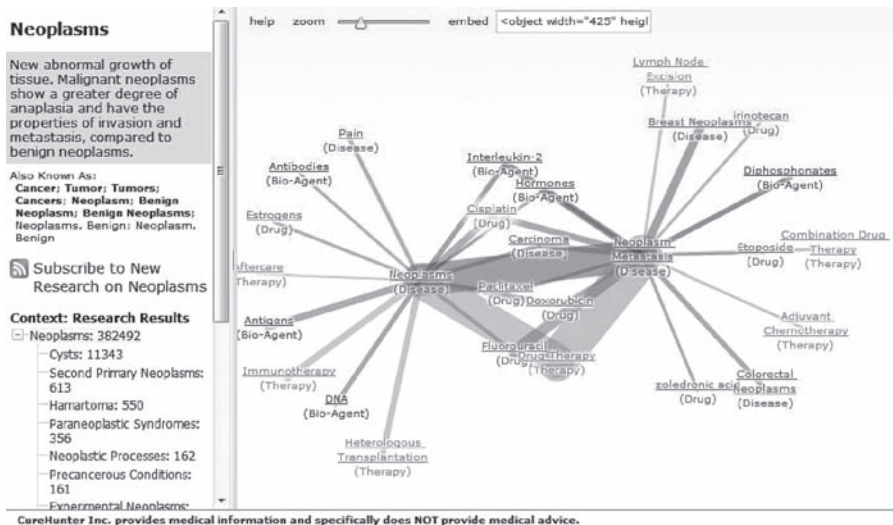 Neoplasms
New abnormal growth of
tissue. Malignant neoplasms
show a greater degree of
anaplasia and have the
properties of invasion and
metastasis, compared to
benign neoplasms.
Also Known As:
Cancer; Tumor; Tumors;
Cancers; Neoplasm; Benign
Neoplasm; Benign Neoplasms;
Neoplasms, Benign; Neoplasm,
Benign
Subscribe to New
Research on Neoplasms
Context: Research Results
Neoplasms: 382492
Cysts: 11343
Second Primary Neoplasms:
613
Hamartoma: 550
Paraneoplastic Syndromes:
356
Neoplastic Processes: 162
Precancerous Conditions:
161
Experimental Neoplasms:
help zoom embed <object width="425" heigl
Lymph Node
Excision
(Therapy)
Breast Neoplasms
(Disease)
irinotecan
(Drug)
Pain
(Disease)
Antibodies
(Bio-Agent)
Interleukin-2
(Bio-Agent)
Hormones
(Bio-Agent)
Diphosphonates
(Bio-Agent)
Estrogens
(Drug)
Cisplatin
(Drug)
Carcinoma
(Disease)
Neoplasm
Metastasis
(Disease)
Etoposide
(Drug)
Combination Drug
Therapy
(Therapy)
Aftercare
(Therapy)
Neoplasms
(Disease)
Paclitaxel
(Drug)
Doxorubicin
(Drug)
Antigens
(Bio-Agent)
Adjuvant
Chemotherapy
(Therapy)
Fluorouracil
(Drug)
Drug Therapy
(Therapy)
Immunotherapy
(Therapy)
DNA
(Bio-Agent)
zoledronic acid
(Drug)
Colorectal
Neoplasms
(Disease)
Heterologous
Transplantation
(Therapy)
CureHunter Inc. provides medical information and specifically does NOT provide medical advice.